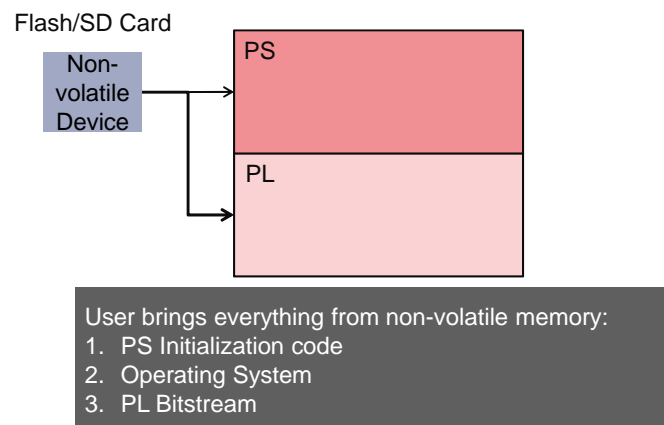 Flash/SD Card
Non-
volatile
Device
PS
PL
User brings everything from non-volatile memory:
1. PS Initialization code
2. Operating System
3. PL Bitstream